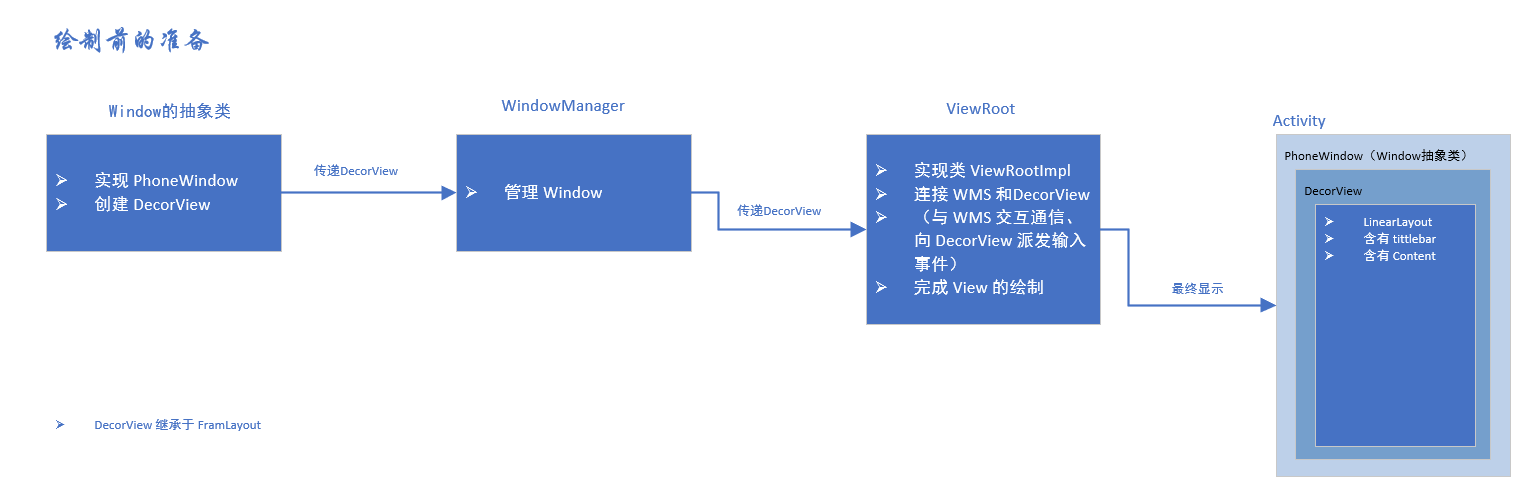 绘制前的准备
Window的抽象类
实现 PhoneWindow
创建 DecorView
传递DecorView
WindowManager
管理 Window
传递DecorView
ViewRoot
实现类 ViewRootImpl
连接 WMS 和DecorView
（与 WMS 交互通信、
向 DecorView 派发输入
事件）
完成 View 的绘制
最终显示
Activity
PhoneWindow（Window抽象类）
DecorView
LinearLayout
含有 tittlebar
含有 Content
DecorView 继承于 FramLayout